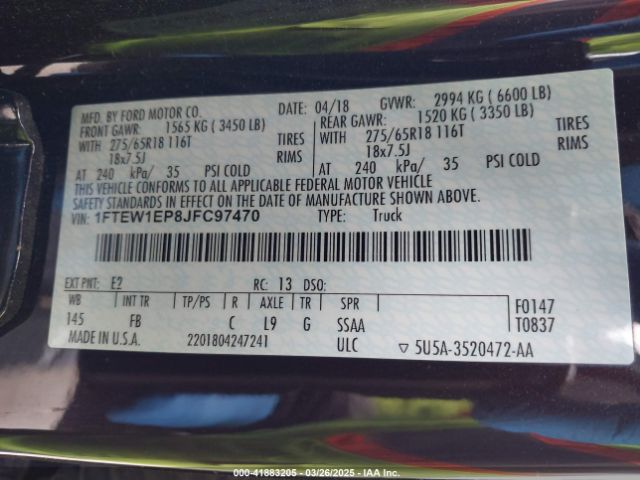 MFD. BY FORD MOTOR CO.
DATE: 04/18 GVWR: 2994 KG ( 6600 LB)
FRONT GAWR: 1565 KG ( 3450 LB) REAR GAWR: 1520 KG ( 3350 LB)
WITH 275/65R18 116T TIRES WITH 275/65R18 116T TIRES
18x7.5J RIMS 18x7.5J RIMS
AT 240 kPa/ 35 PSI COLD AT 240 kPa/ 35 PSI COLD
THIS VEHICLE CONFORMS TO ALL APPLICABLE FEDERAL MOTOR VEHICLE
SAFETY STANDARDS IN EFFECT ON THE DATE OF MANUFACTURE SHOWN ABOVE.
VIN: 1FTEW1EP8JFC97470 TYPE: Truck
EXT PNT: E2 RC: 13 DSO:
WB INT TR TP/PS R AXLE TR SPR F0147
145 FB C L9 G SSAA T0837
MADE IN U.S.A. 2201804247241 ULC ▽ 5U5A-3520472-AA
000-41883205 - 03/26/2025 - IAA Inc.